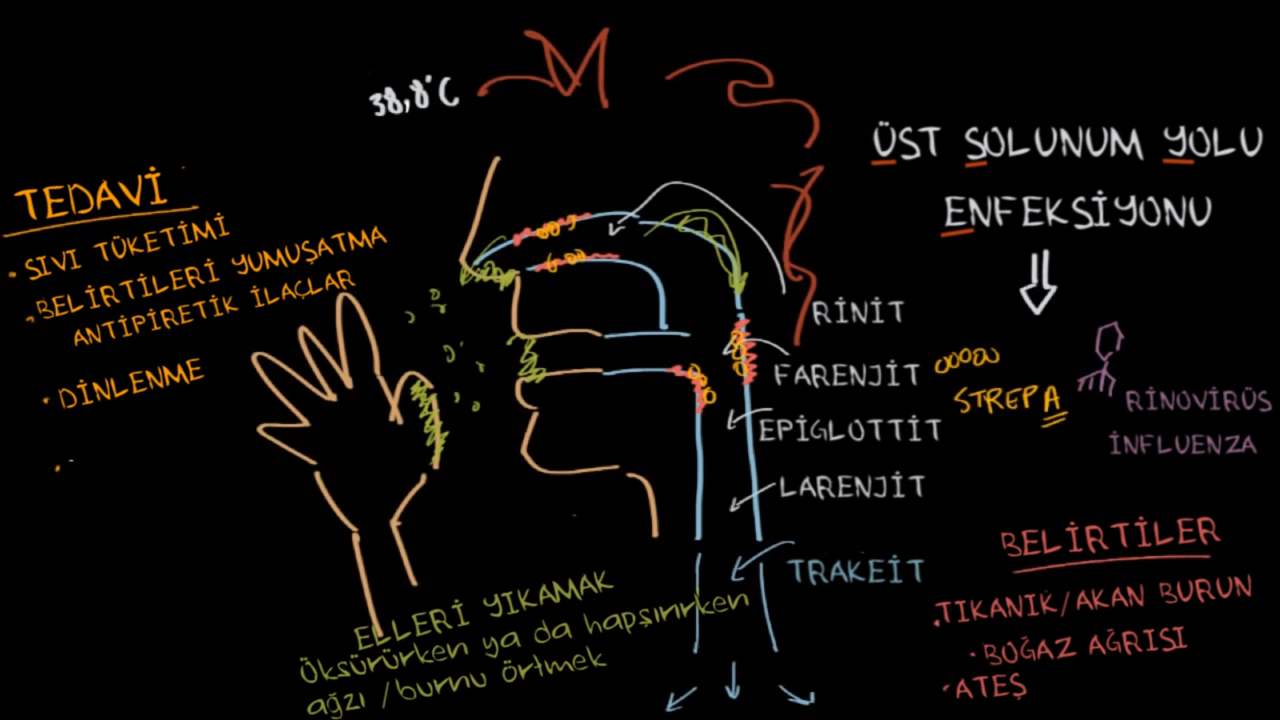 38,8°C
ÜST SOLUNUM YOLU
ENFEKSİYONU
TEDAVİ
• SIVI TÜKETİMİ
• BELİRTİLERİ YUMUŞATMA
ANTİPİRETİK İLAÇLAR
• DİNLENME
•
RİNİT
FARENJİT
STREP A
EPİGLOTTİT
LARENJİT
TRAKEİT
RİNOVİRÜS
İNFLUENZA
BELİRTİLER
• TIKANIK/AKAN BURUN
• BOĞAZ AĞRISI
• ATEŞ
ELLERİ YIKAMAK
Öksürürken ya da hapşırırken
ağzı/burnu örtmek